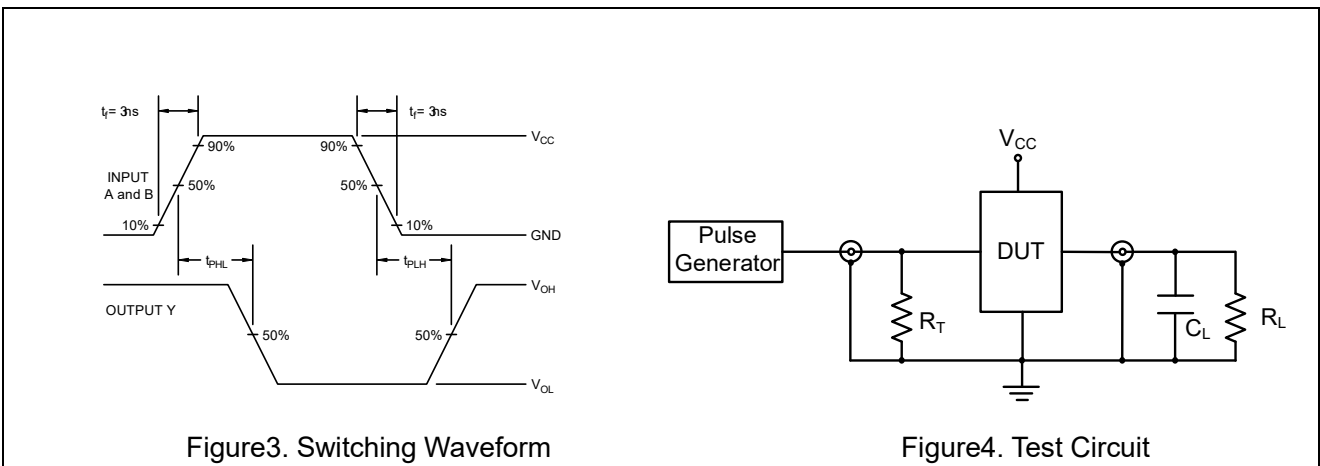 tf= 3ns
tf= 3ns
VCC
90%
90%
INPUT
A and B
50%
50%
10%
10%
GND
tPHL
tPLH
VOH
OUTPUT Y
50%
50%
VOL
Figure3. Switching Waveform
VCC
Pulse
Generator
DUT
RT
CL
RL
Figure4. Test Circuit